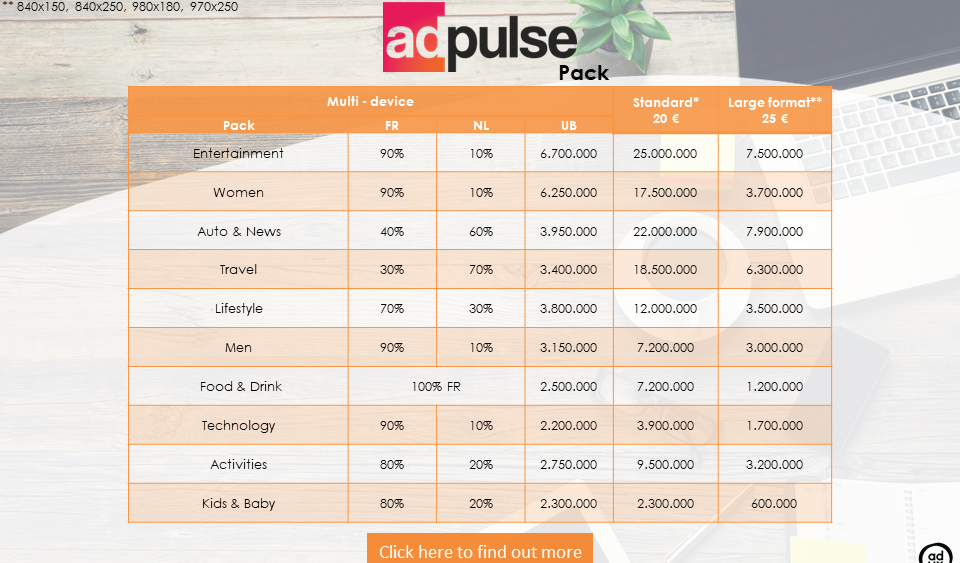 ** 840x150, 840x250, 980x180, 970x250
adpulse
Pack
Multi - device
Standard* Large format**
20 € 25 €
Pack FR NL UB
Entertainment 90% 10% 6.700.000 25.000.000 7.500.000
Women 90% 10% 6.250.000 17.500.000 3.700.000
Auto & News 40% 60% 3.950.000 22.000.000 7.900.000
Travel 30% 70% 3.400.000 18.500.000 6.300.000
Lifestyle 70% 30% 3.800.000 12.000.000 3.500.000
Men 90% 10% 3.150.000 7.200.000 3.000.000
Food & Drink 100% FR 2.500.000 7.200.000 1.200.000
Technology 90% 10% 2.200.000 3.900.000 1.700.000
Activities 80% 20% 2.750.000 9.500.000 3.200.000
Kids & Baby 80% 20% 2.300.000 2.300.000 600.000
Click here to find out more
ad